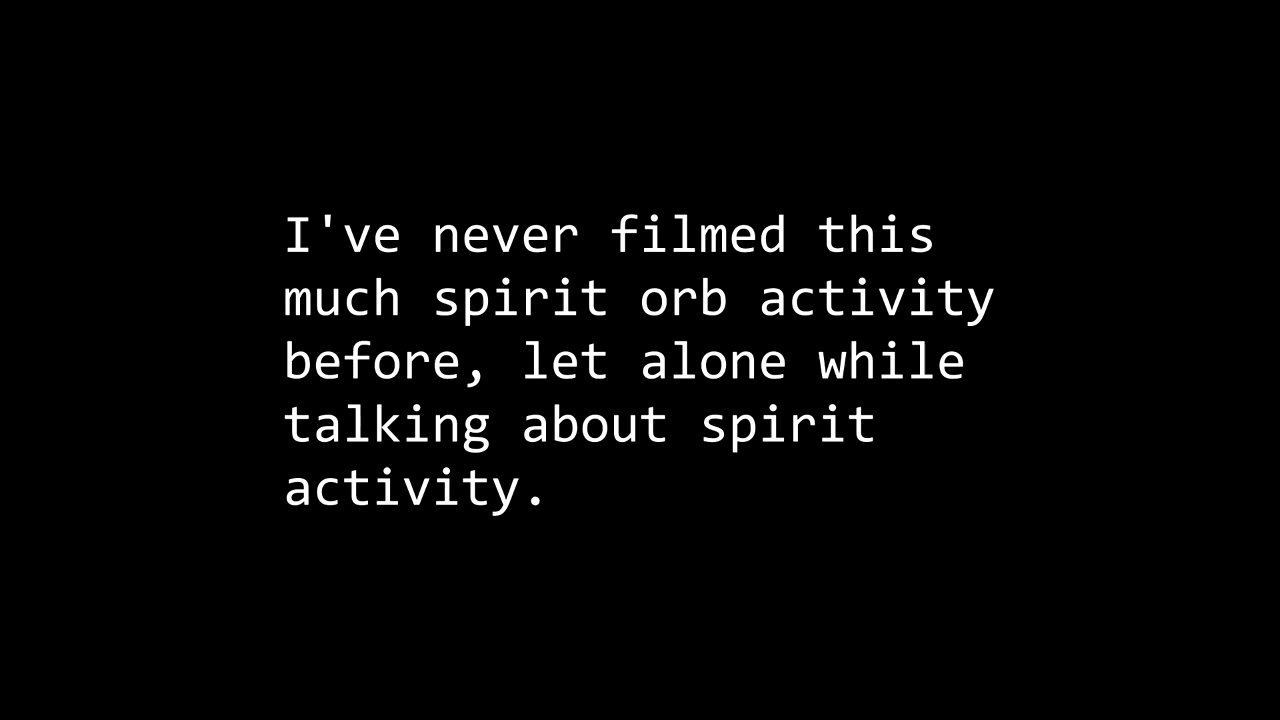 I've never filmed this
much spirit orb activity
before, let alone while
talking about spirit
activity.